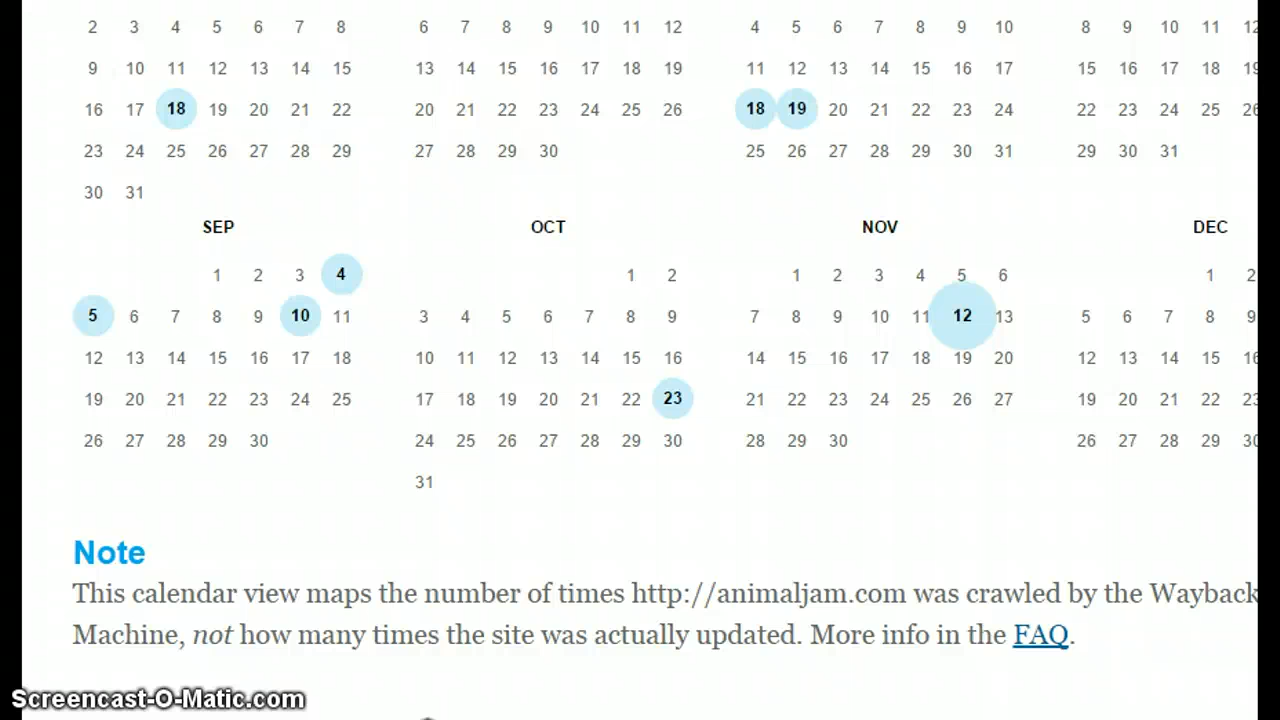 2 3 4 5 6 7 8 6 7 8 9 10 11 12 4 5 6 7 8 9 10 8 9 10 11 12
9 10 11 12 13 14 15 13 14 15 16 17 18 19 11 12 13 14 15 16 17 15 16 17 18 19
16 17 18 19 20 21 22 20 21 22 23 24 25 26 18 19 20 21 22 23 24 22 23 24 25 26
23 24 25 26 27 28 29 27 28 29 30 25 26 27 28 29 30 31 29 30 31
30 31
SEP OCT NOV DEC
1 2 3 4 1 2 1 2 3 4 5 6 1 2
5 6 7 8 9 10 11 3 4 5 6 7 8 9 7 8 9 10 11 12 13 5 6 7 8 9
12 13 14 15 16 17 18 10 11 12 13 14 15 16 14 15 16 17 18 19 20 12 13 14 15 16
19 20 21 22 23 24 25 17 18 19 20 21 22 23 21 22 23 24 25 26 27 19 20 21 22 23
26 27 28 29 30 24 25 26 27 28 29 30 28 29 30 26 27 28 29 30
31
Note
This calendar view maps the number of times http://animaljam.com was crawled by the Wayback
Machine, not how many times the site was actually updated. More info in the FAQ.
Screencast-O-Matic.com